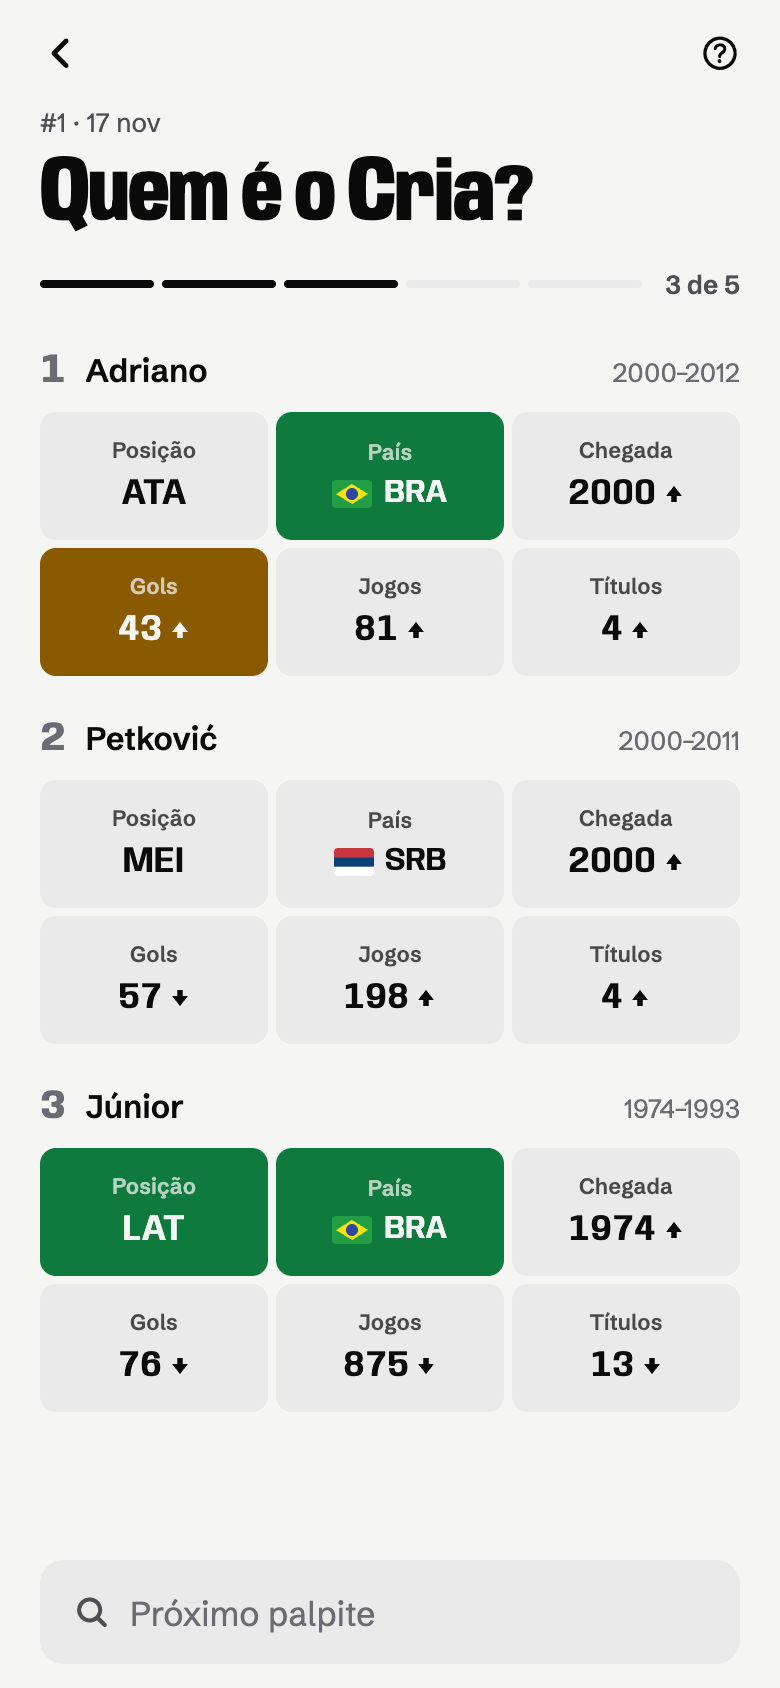 #1 · 17 nov
Quem é o Cria?
3 de 5
1 Adriano 2000–2012
Posição País Chegada
ATA BRA 2000
Gols Jogos Títulos
43 81 4
2 Petković 2000–2011
Posição País Chegada
MEI SRB 2000
Gols Jogos Títulos
57 198 4
3 Júnior 1974–1993
Posição País Chegada
LAT BRA 1974
Gols Jogos Títulos
76 875 13
Próximo palpite